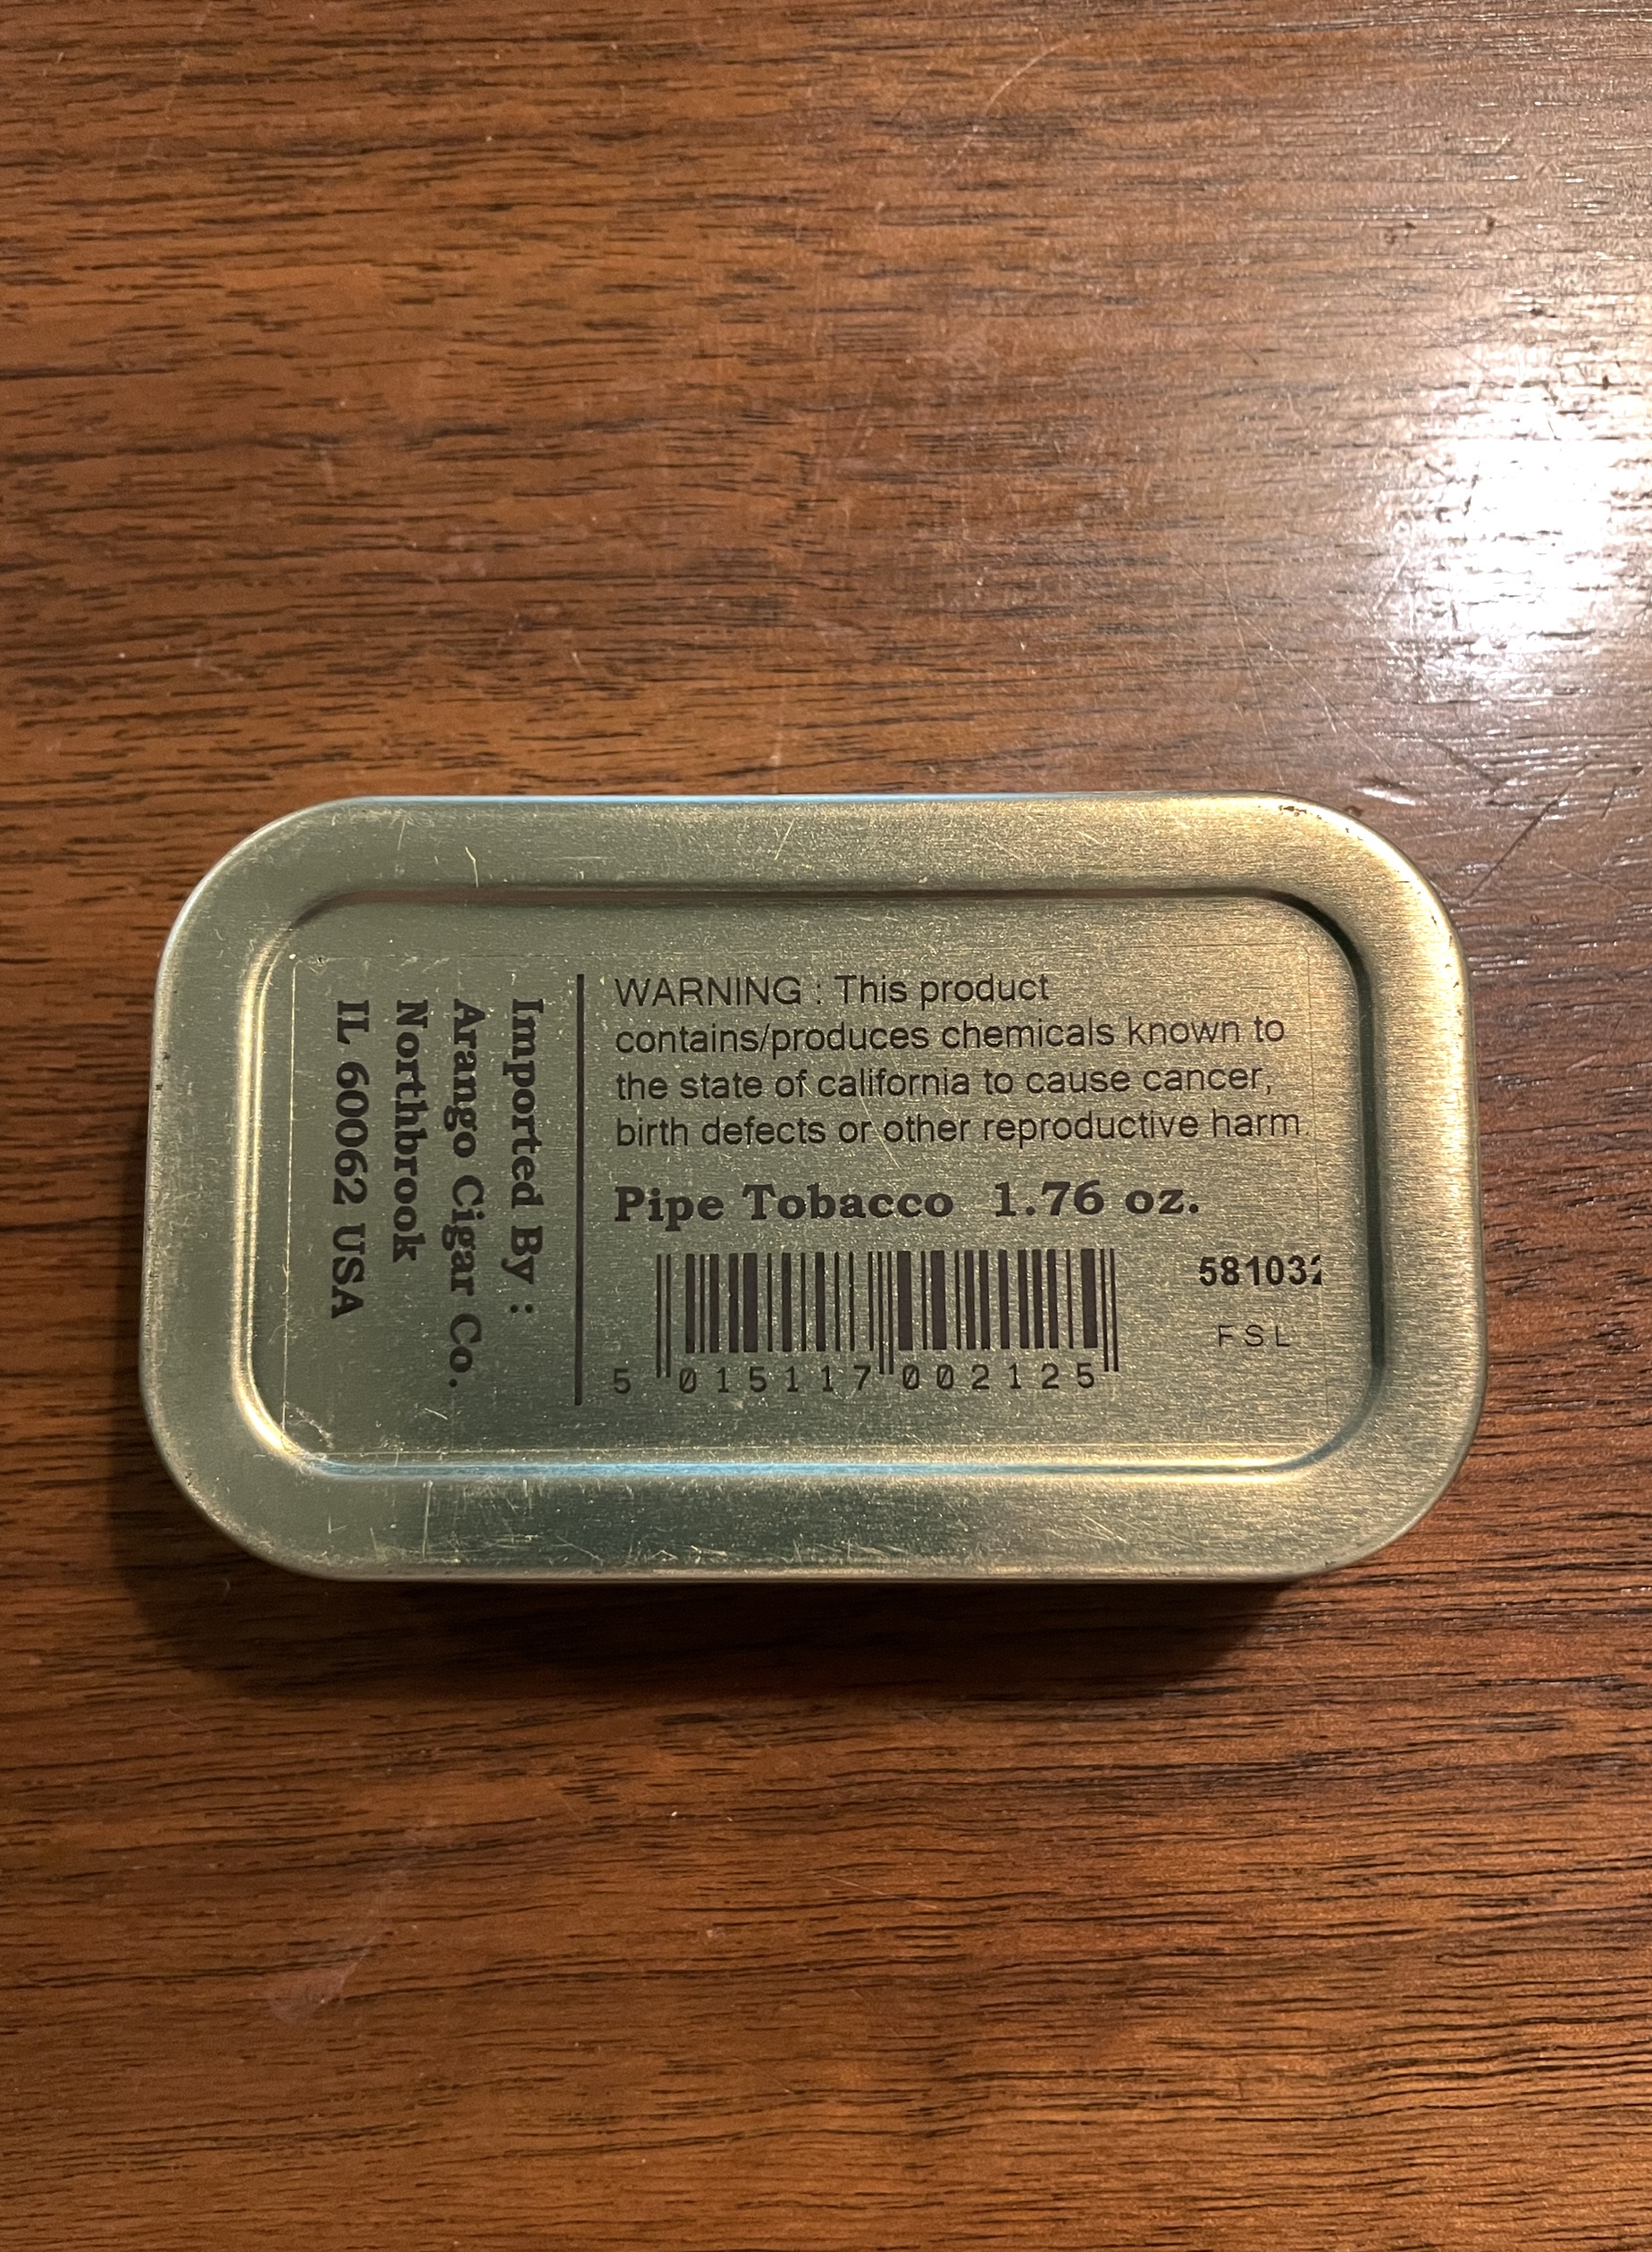 WARNING : This product
contains/produces chemicals known to
the state of california to cause cancer,
birth defects or other reproductive harm.
Pipe Tobacco 1.76 oz.
5 015117 002125
FSL
Imported By :
Arango Cigar Co.
Northbrook
IL 60062 USA